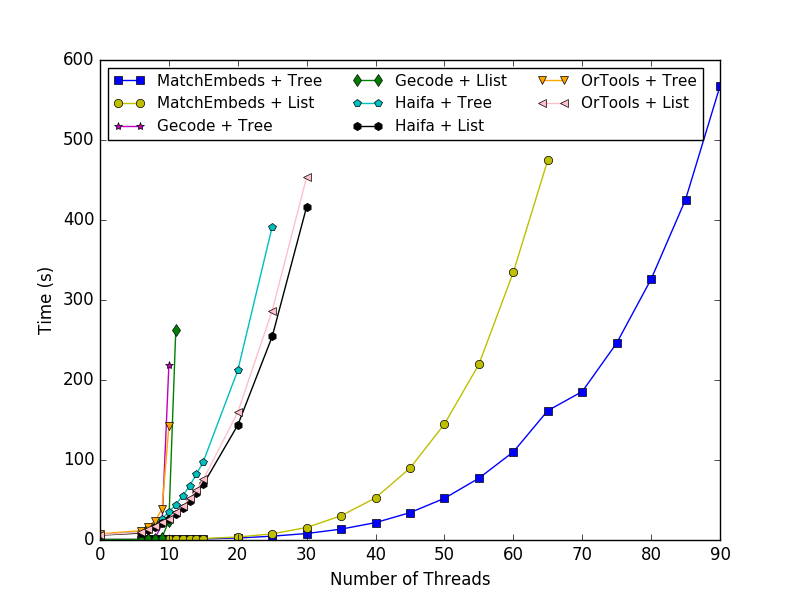 600
500
400
300
200
100
0
Time (s)
MatchEmbeds + Tree
MatchEmbeds + List
Gecode + Tree
Gecode + Llist
Haifa + Tree
Haifa + List
OrTools + Tree
OrTools + List
0 10 20 30 40 50 60 70 80 90
Number of Threads